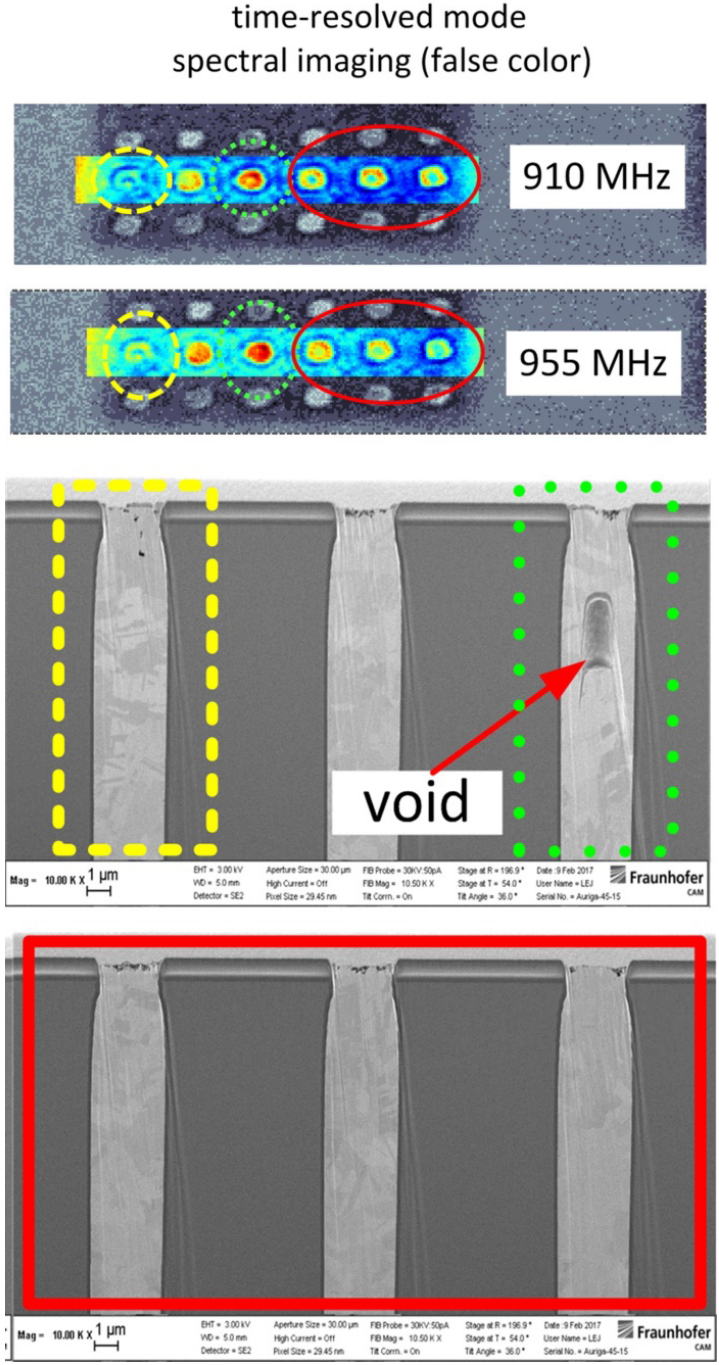 time-resolved mode
spectral imaging (false color)
910 MHz
955 MHz
void
Mag = 10.00 K X 1 µm
EHT = 3.00 kV Aperture Size = 30.00 µm FIB Probe = 30KV:50pA Stage at R = 196.9 ° Date :9 Feb 2017
WD = 5.0 mm High Current = Off FIB Mag = 10.50 K X Stage at T = 54.0 ° User Name = LEJ
Detector = SE2 Pixel Size = 29.45 nm Tilt Corrn. = On Tilt Angle = 36.0 ° Serial No. = Auriga-45-15
Fraunhofer
CAM
Mag = 10.00 K X 1 µm
EHT = 3.00 kV Aperture Size = 30.00 µm FIB Probe = 30KV:50pA Stage at R = 196.9 ° Date :9 Feb 2017
WD = 5.0 mm High Current = Off FIB Mag = 10.50 K X Stage at T = 54.0 ° User Name = LEJ
Detector = SE2 Pixel Size = 29.45 nm Tilt Corrn. = On Tilt Angle = 36.0 ° Serial No. = Auriga-45-15
Fraunhofer
CAM